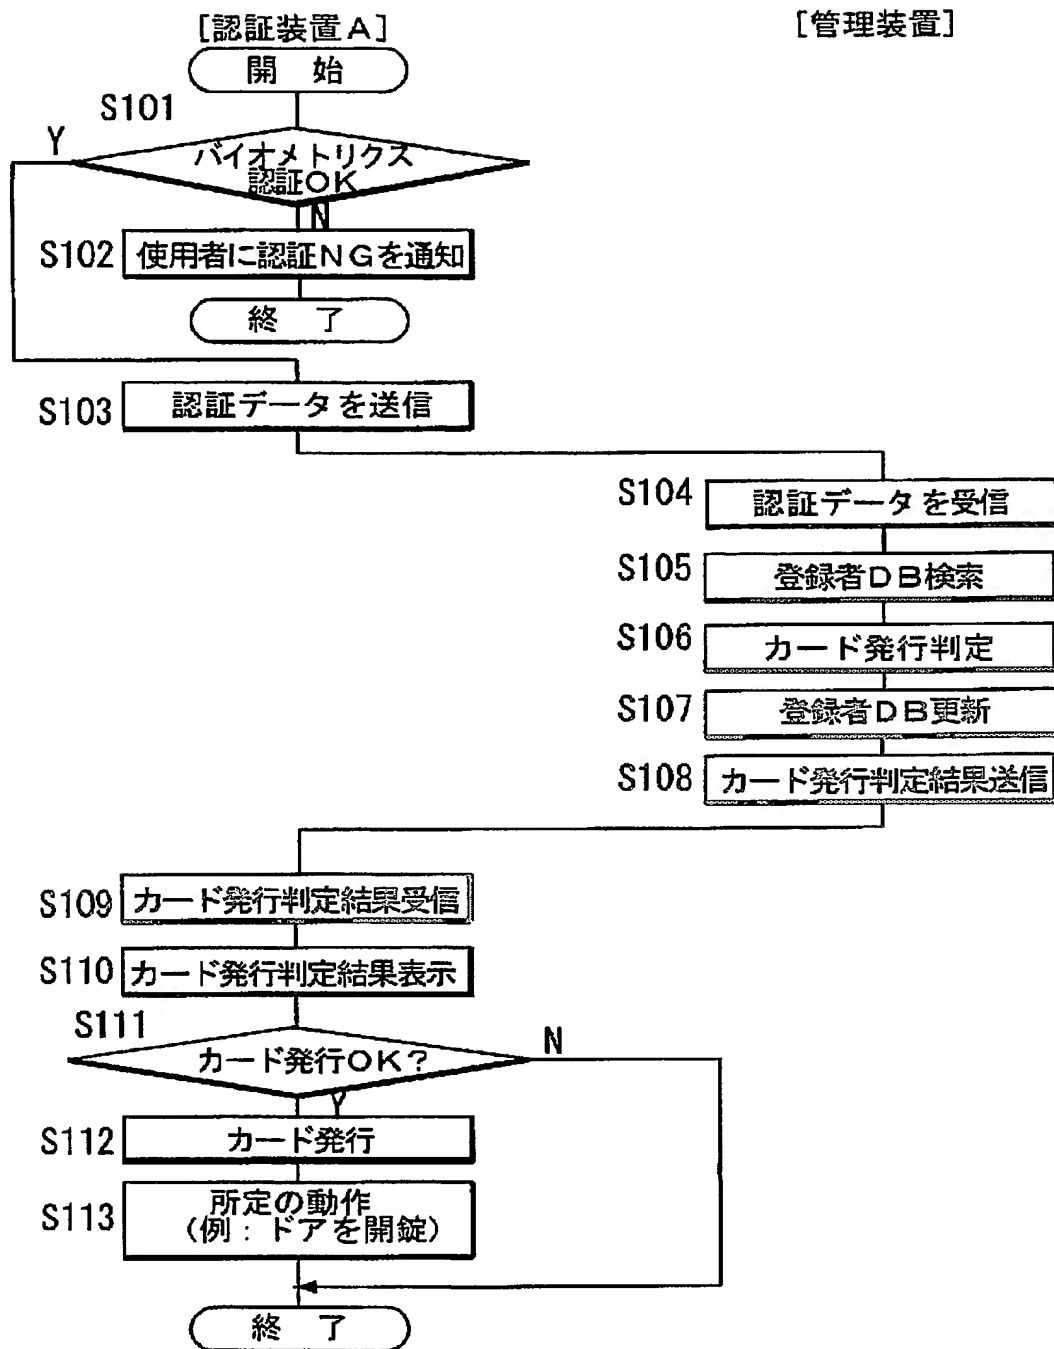 [認証装置A]
[管理装置]
開 始
S101
Y
バイオメトリクス
認証OK
N
S102
使用者に認証NGを通知
終 了
S103
認証データを送信
S104
認証データを受信
S105
登録者DB検索
S106
カード発行判定
S107
登録者DB更新
S108
カード発行判定結果送信
S109
カード発行判定結果受信
S110
カード発行判定結果表示
S111
カード発行OK?
N
Y
S112
カード発行
S113
所定の動作
(例:ドアを開錠)
終 了